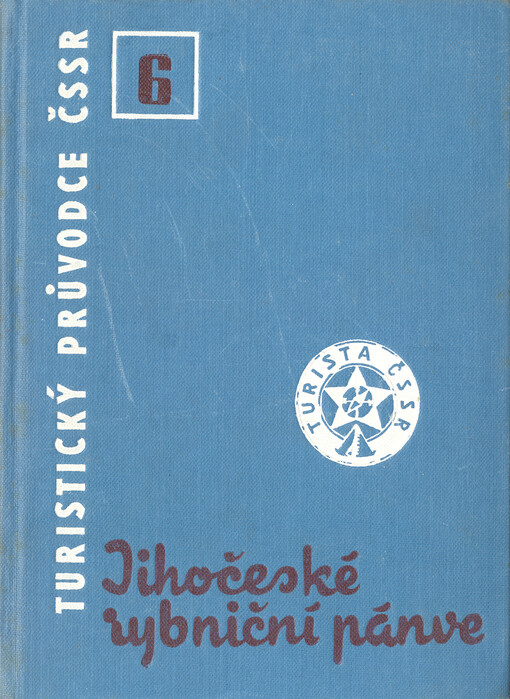 TURISTICKÝ PRŮVODCE ČSSR
6
TURISTA ČSSR
Jihočeské
rybniční pánve